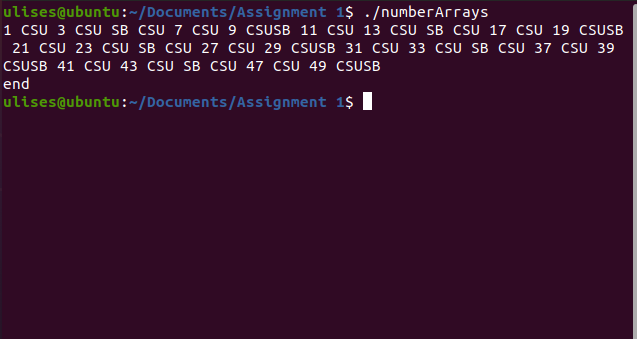 ulises@ubuntu:~/Documents/Assignment 1$ ./numberArrays
1 CSU 3 CSU SB CSU 7 CSU 9 CSUSB 11 CSU 13 CSU SB CSU 17 CSU 19 CSUSB
21 CSU 23 CSU SB CSU 27 CSU 29 CSUSB 31 CSU 33 CSU SB CSU 37 CSU 39
CSUSB 41 CSU 43 CSU SB CSU 47 CSU 49 CSUSB
end
ulises@ubuntu:~/Documents/Assignment 1$